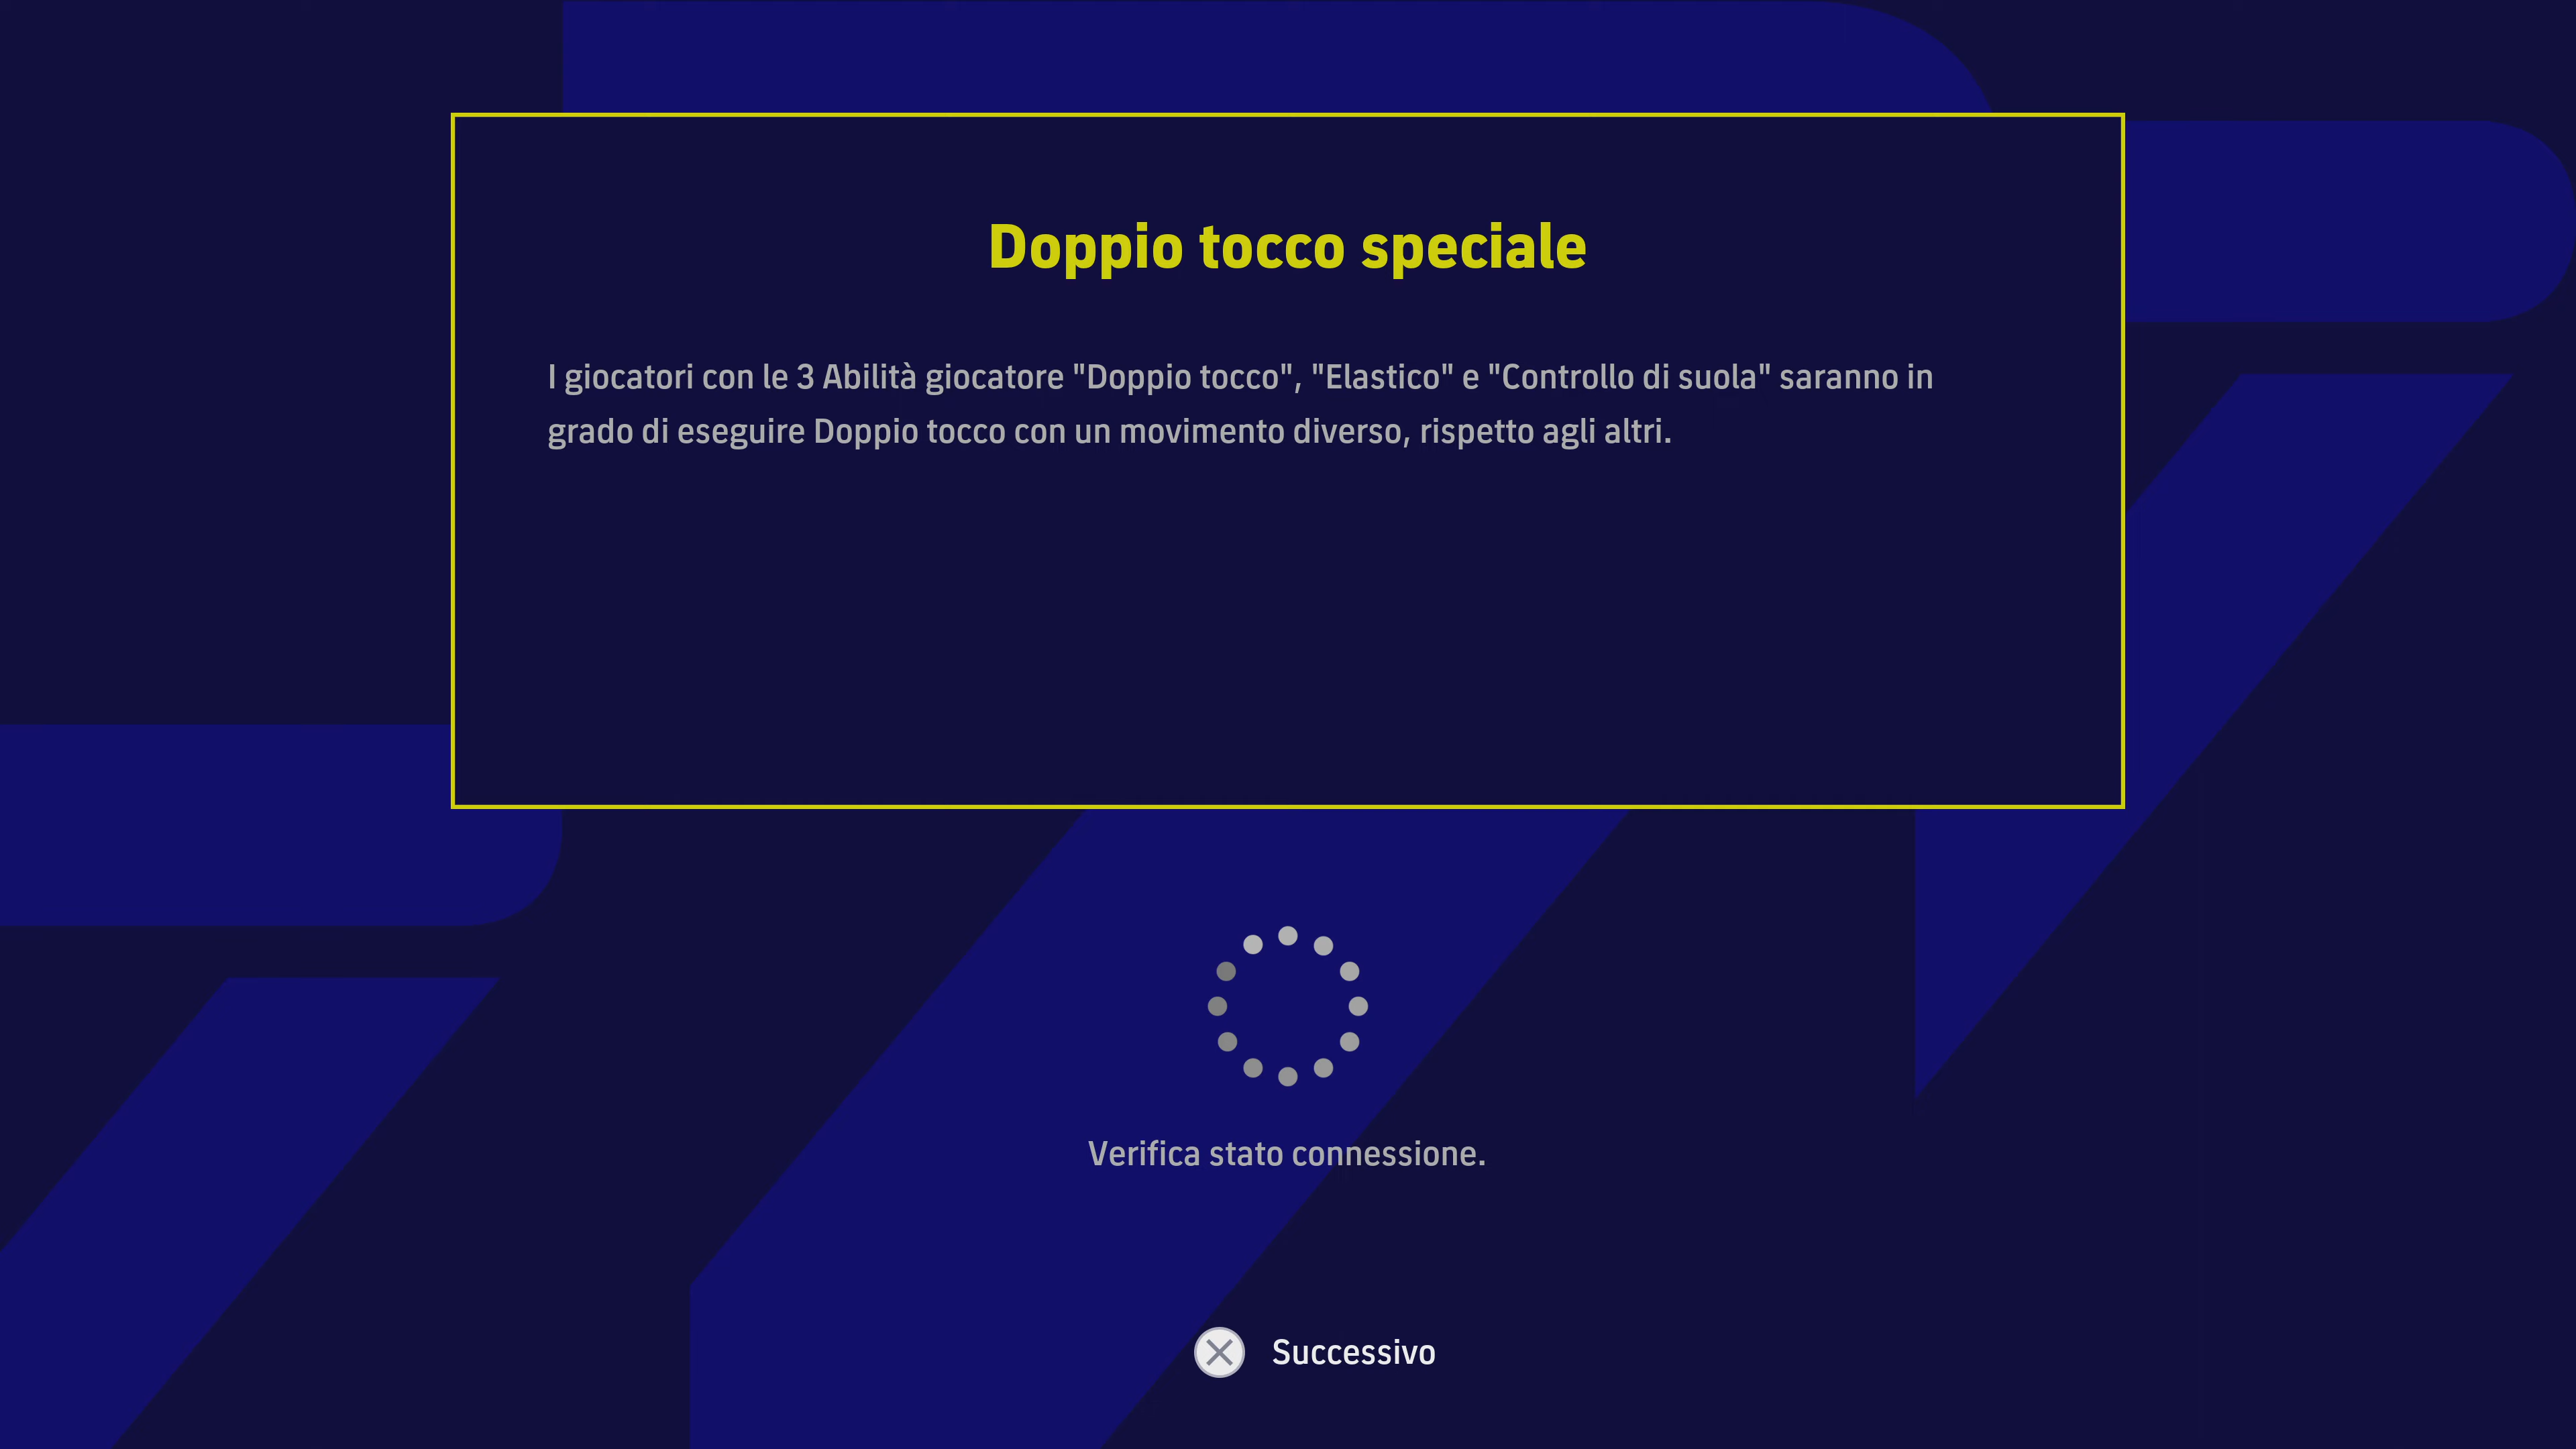 Doppio tocco speciale
I giocatori con le 3 Abilità giocatore "Doppio tocco", "Elastico" e "Controllo di suola" saranno in
grado di eseguire Doppio tocco con un movimento diverso, rispetto agli altri.
Verifica stato connessione.
Successivo